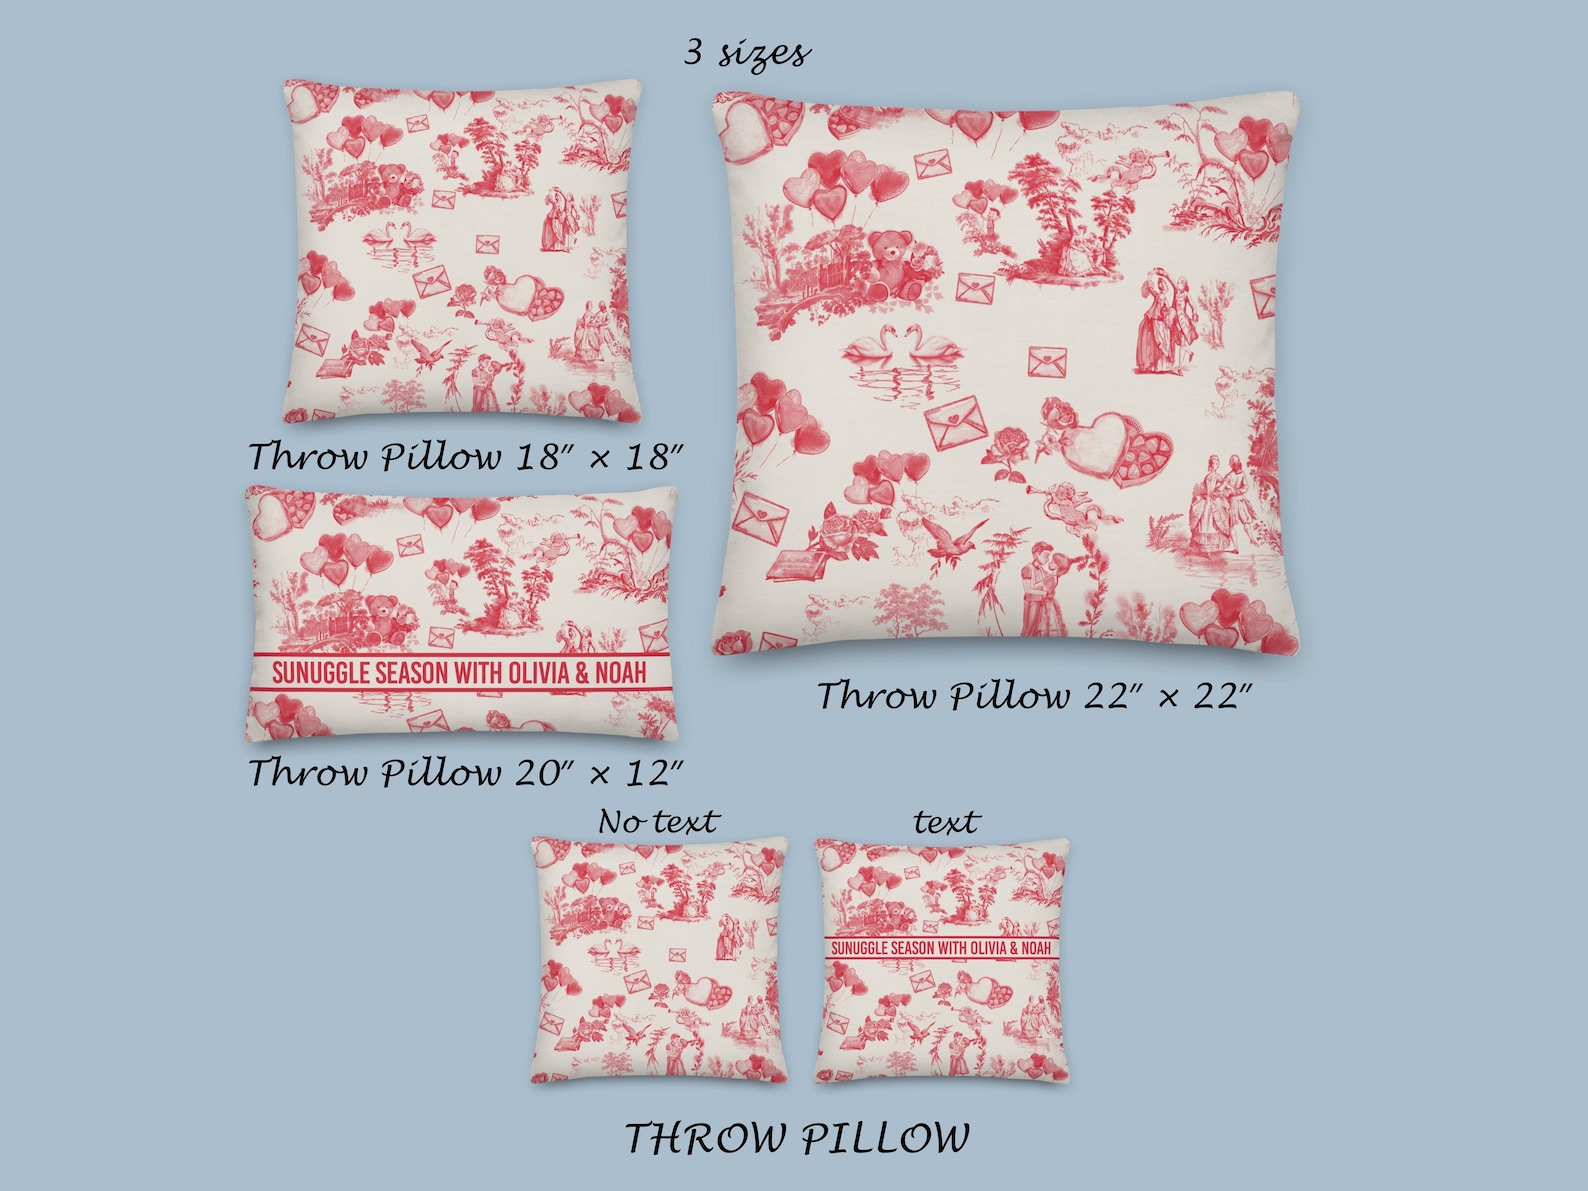 3 sizes
Throw Pillow 18" × 18"
Throw Pillow 22" × 22"
SUNUGGLE SEASON WITH OLIVIA & NOAH
Throw Pillow 20" × 12"
No text
text
SUNUGGLE SEASON WITH OLIVIA & NOAH
THROW PILLOW